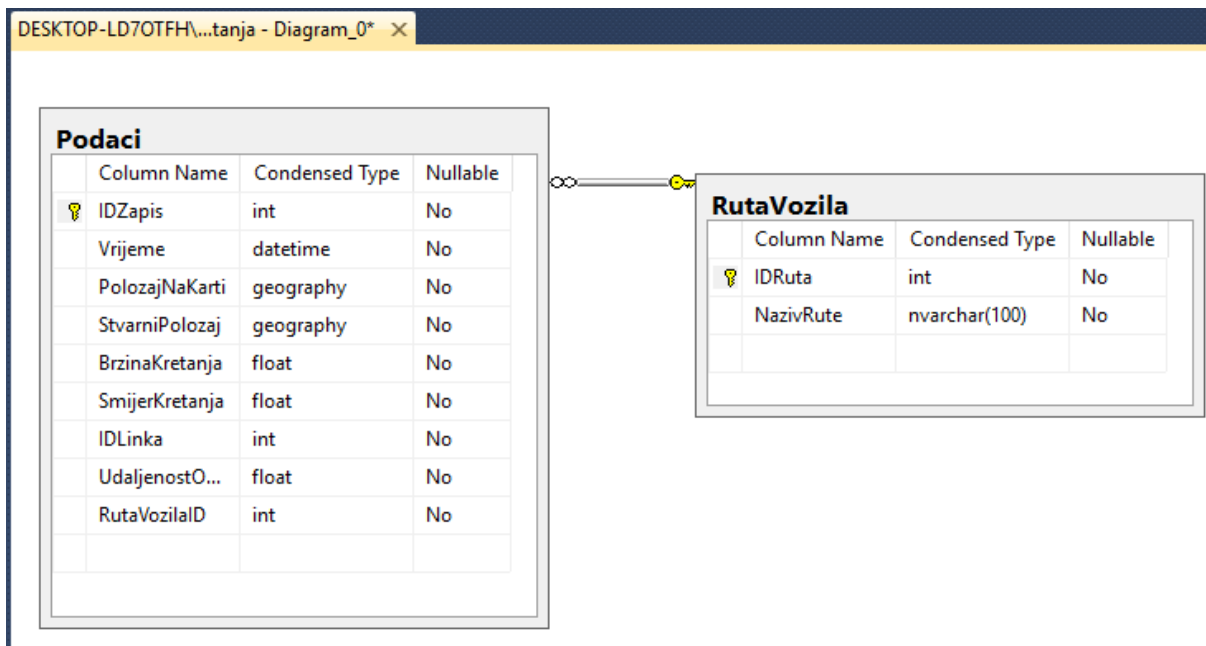 DESKTOP-LD7OTFH\...tanja - Diagram_0*
Podaci
Column Name Condensed Type Nullable
IDZapis int No
Vrijeme datetime No
PolozajNaKarti geography No
StvarniPolozaj geography No
BrzinaKretanja float No
SmijerKretanja float No
IDLinka int No
UdaljenostO... float No
RutaVozilaID int No
RutaVozila
Column Name Condensed Type Nullable
IDRuta int No
NazivRute nvarchar(100) No